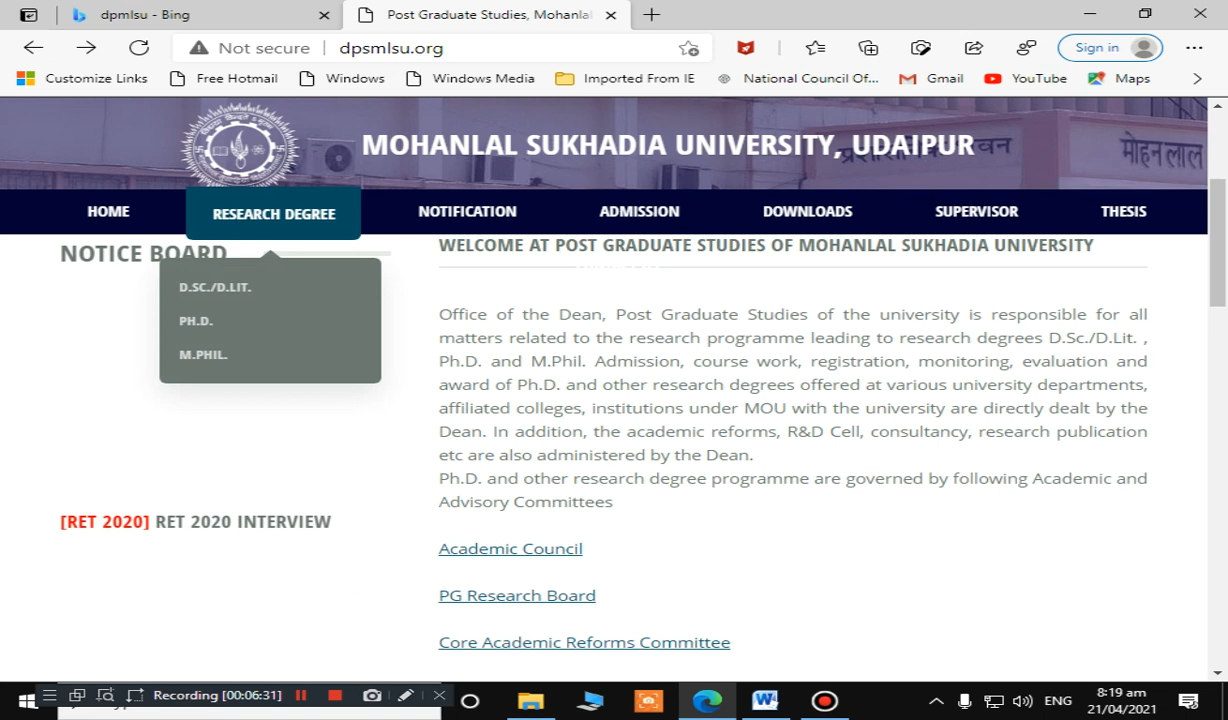 dpmlsu - Bing
Post Graduate Studies, Mohanlal
Not secure
dpsmlsu.org
Sign in
Customize Links
Free Hotmail
Windows
Windows Media
Imported From IE
National Council Of...
Gmail
YouTube
Maps
MOHANLAL SUKHADIA UNIVERSITY, UDAIPUR
मोहनलाल
HOME
RESEARCH DEGREE
NOTIFICATION
ADMISSION
DOWNLOADS
SUPERVISOR
THESIS
NOTICE BOARD
D.SC./D.LIT.
PH.D.
M.PHIL.
[RET 2020] RET 2020 INTERVIEW
WELCOME AT POST GRADUATE STUDIES OF MOHANLAL SUKHADIA UNIVERSITY
Office of the Dean, Post Graduate Studies of the university is responsible for all
matters related to the research programme leading to research degrees D.Sc./D.Lit. ,
Ph.D. and M.Phil. Admission, course work, registration, monitoring, evaluation and
award of Ph.D. and other research degrees offered at various university departments,
affiliated colleges, institutions under MOU with the university are directly dealt by the
Dean. In addition, the academic reforms, R&D Cell, consultancy, research publication
etc are also administered by the Dean.
Ph.D. and other research degree programme are governed by following Academic and
Advisory Committees
Academic Council
PG Research Board
Core Academic Reforms Committee
Recording [00:06:31]
ENG
8:19 am
21/04/2021